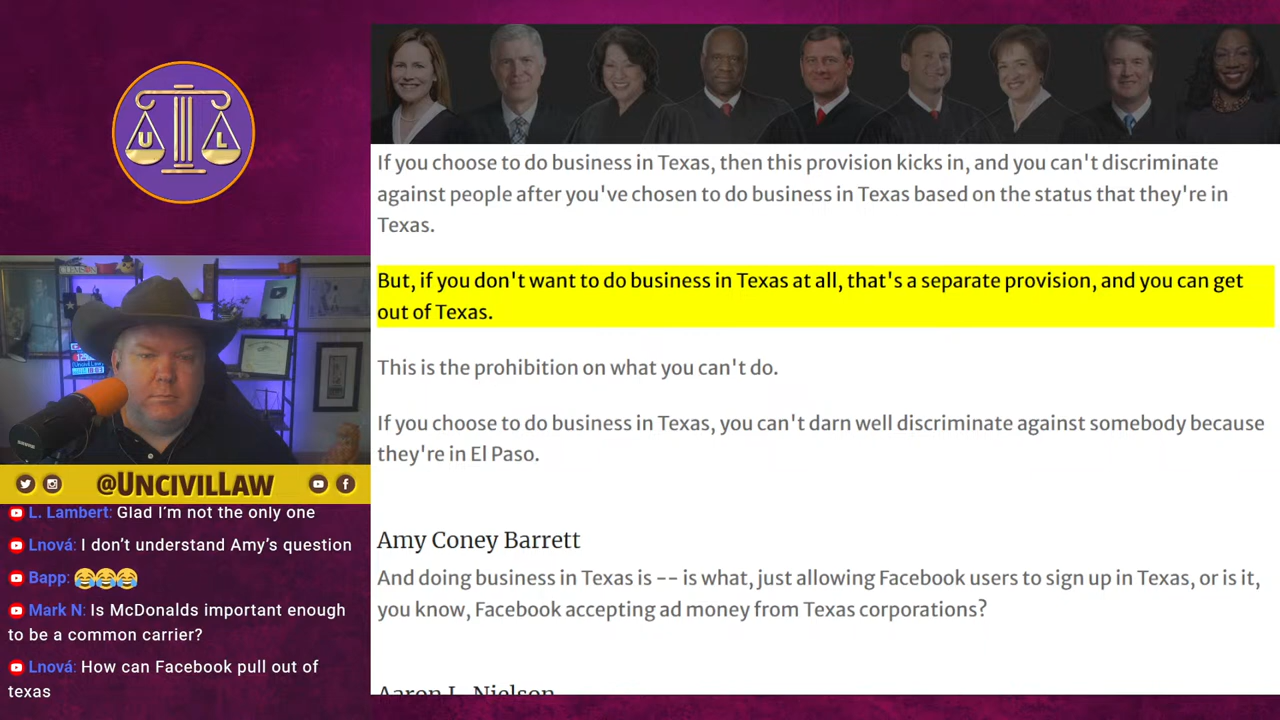 U L
If you choose to do business in Texas, then this provision kicks in, and you can't discriminate
against people after you've chosen to do business in Texas based on the status that they're in
Texas.
But, if you don't want to do business in Texas at all, that's a separate provision, and you can get
out of Texas.
This is the prohibition on what you can't do.
If you choose to do business in Texas, you can't darn well discriminate against somebody because
they're in El Paso.
Amy Coney Barrett
And doing business in Texas is -- is what, just allowing Facebook users to sign up in Texas, or is it,
you know, Facebook accepting ad money from Texas corporations?
Aaron L. Nielson
@UncivilLaw
L. Lambert: Glad I'm not the only one
Lnová: I don't understand Amy's question
Bapp: 😂😂😂
Mark N: Is McDonalds important enough
to be a common carrier?
Lnová: How can Facebook pull out of
texas